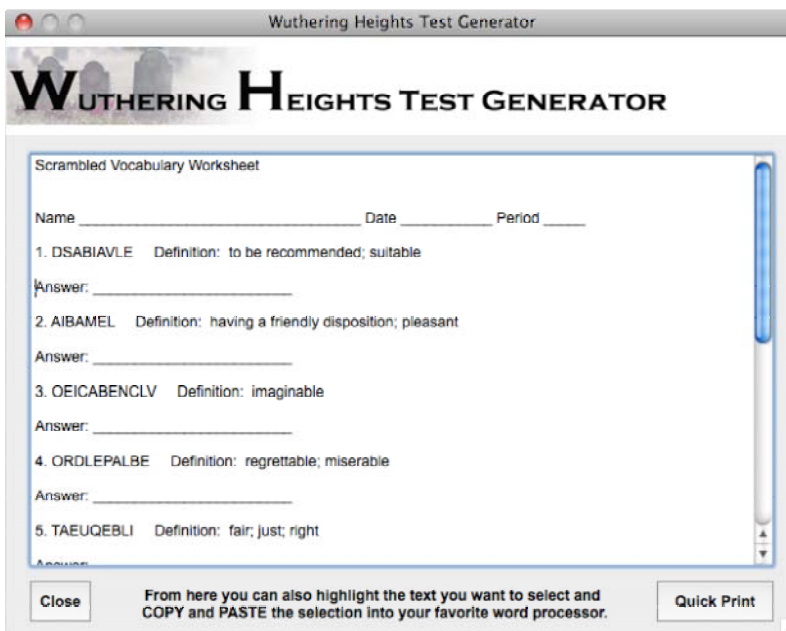 Wuthering Heights Test Generator
WUTHERING HEIGHTS TEST GENERATOR
Scrambled Vocabulary Worksheet
Name ______________________________ Date __________ Period _____
1. DSABIAVLE Definition: to be recommended; suitable
Answer: ______________________
2. AIBAMEL Definition: having a friendly disposition; pleasant
Answer: ______________________
3. OEICABENCLV Definition: imaginable
Answer: ______________________
4. ORDLEPALBE Definition: regrettable; miserable
Answer: ______________________
5. TAEUQEBLI Definition: fair; just; right
Answer:
Close
From here you can also highlight the text you want to select and
COPY and PASTE the selection into your favorite word processor.
Quick Print